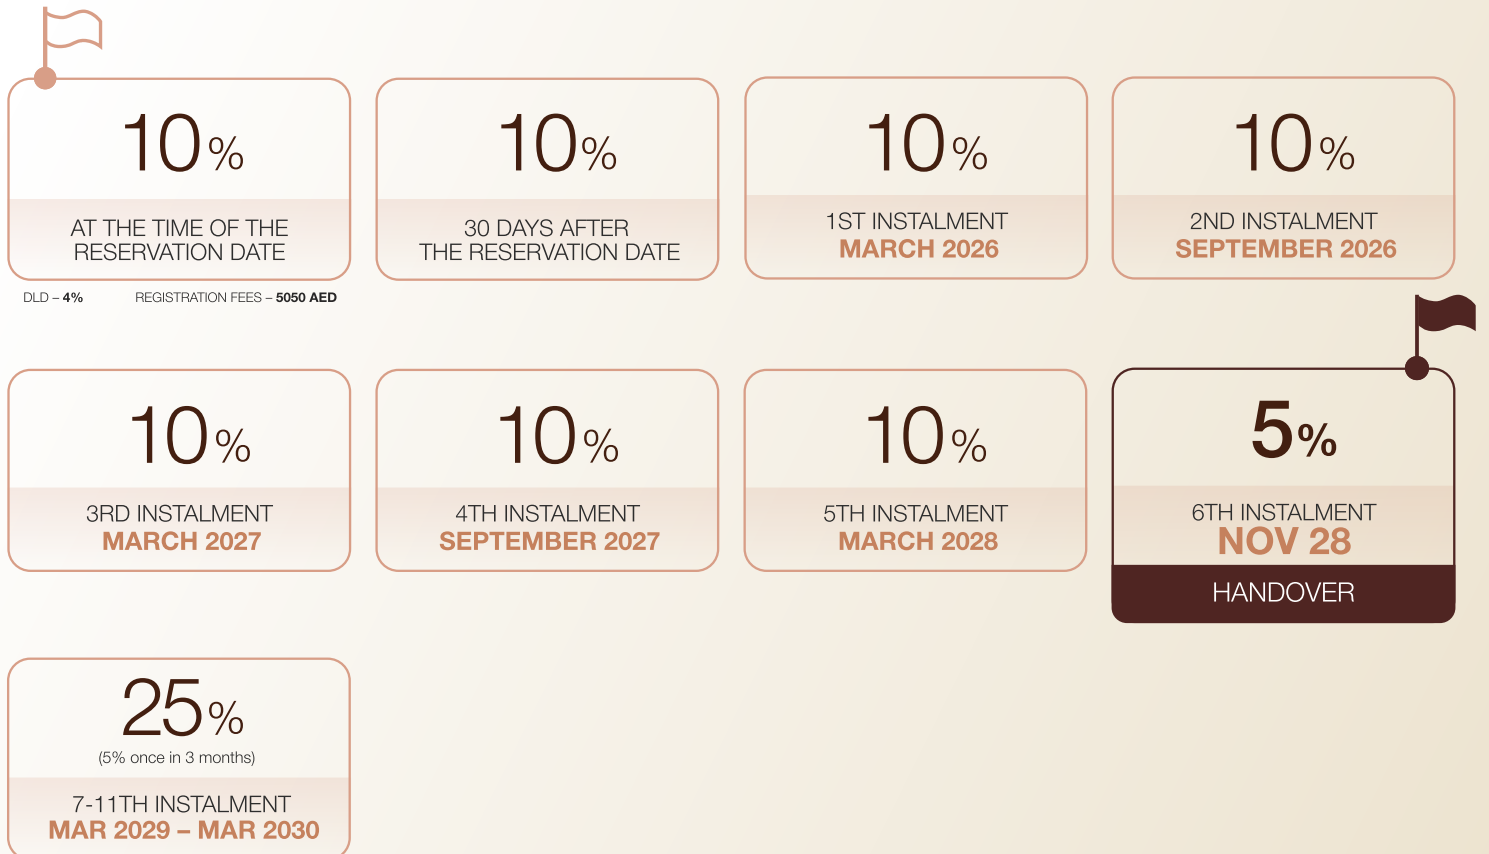 10%
AT THE TIME OF THE
RESERVATION DATE
DLD – 4%
REGISTRATION FEES – 5050 AED
10%
30 DAYS AFTER
THE RESERVATION DATE
10%
1ST INSTALMENT
MARCH 2026
10%
2ND INSTALMENT
SEPTEMBER 2026
10%
3RD INSTALMENT
MARCH 2027
10%
4TH INSTALMENT
SEPTEMBER 2027
10%
5TH INSTALMENT
MARCH 2028
5%
6TH INSTALMENT
NOV 28
HANDOVER
25%
(5% once in 3 months)
7-11TH INSTALMENT
MAR 2029 – MAR 2030